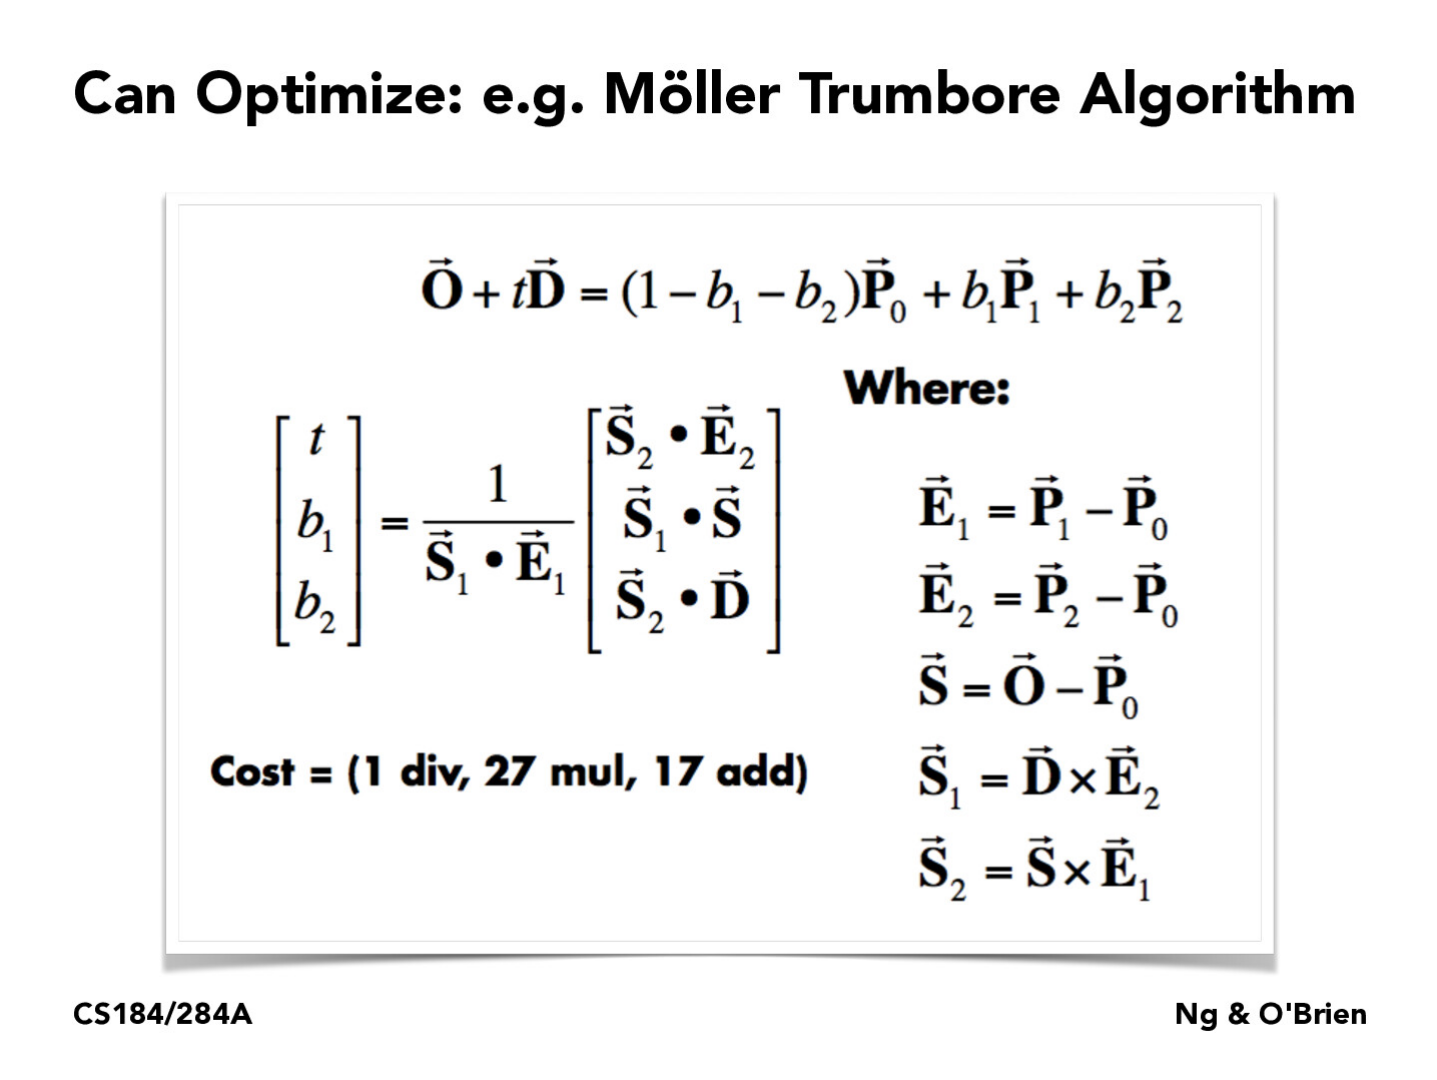 Can Optimize: e.g. Möller Trumbore Algorithm
$\vec{\mathbf{O}} + t\vec{\mathbf{D}} = (1 - b_1 - b_2)\vec{\mathbf{P}}_0 + b_1\vec{\mathbf{P}}_1 + b_2\vec{\mathbf{P}}_2$
$\begin{bmatrix} t \\ b_1 \\ b_2 \end{bmatrix} = \frac{1}{\vec{\mathbf{S}}_1 \bullet \vec{\mathbf{E}}_1} \begin{bmatrix} \vec{\mathbf{S}}_2 \bullet \vec{\mathbf{E}}_2 \\ \vec{\mathbf{S}}_1 \bullet \vec{\mathbf{S}} \\ \vec{\mathbf{S}}_2 \bullet \vec{\mathbf{D}} \end{bmatrix}$
Cost = (1 div, 27 mul, 17 add)
Where:
$\vec{\mathbf{E}}_1 = \vec{\mathbf{P}}_1 - \vec{\mathbf{P}}_0$
$\vec{\mathbf{E}}_2 = \vec{\mathbf{P}}_2 - \vec{\mathbf{P}}_0$
$\vec{\mathbf{S}} = \vec{\mathbf{O}} - \vec{\mathbf{P}}_0$
$\vec{\mathbf{S}}_1 = \vec{\mathbf{D}} \times \vec{\mathbf{E}}_2$
$\vec{\mathbf{S}}_2 = \vec{\mathbf{S}} \times \vec{\mathbf{E}}_1$
CS184/284A
Ng & O'Brien